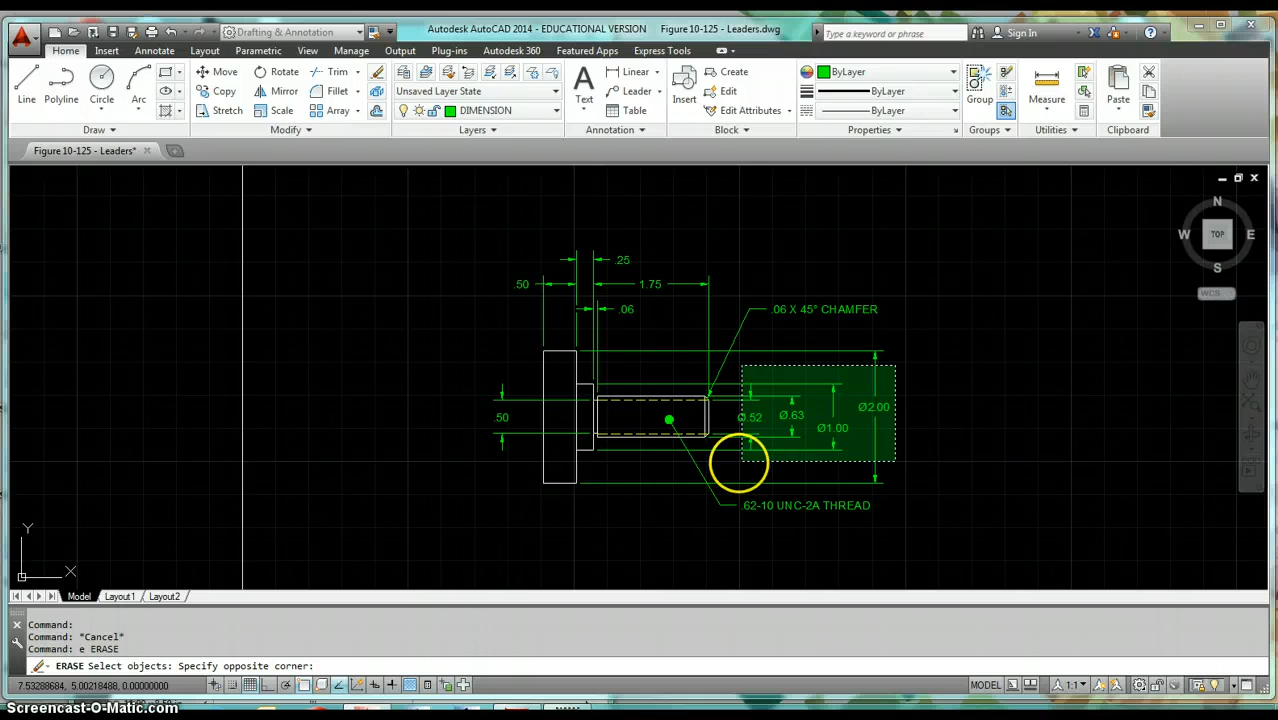 Drafting & Annotation
Autodesk AutoCAD 2014 - EDUCATIONAL VERSION Figure 10-125 - Leaders.dwg
Type a keyword or phrase
Sign In
Home Insert Annotate Layout Parametric View Manage Output Plug-ins Autodesk 360 Featured Apps Express Tools
Line Polyline Circle Arc
Move Rotate Trim
Copy Mirror Fillet
Stretch Scale Array
Unsaved Layer State
DIMENSION
Text
Linear
Leader
Table
Insert
Create
Edit
Edit Attributes
ByLayer
ByLayer
ByLayer
Group
Measure
Paste
Draw Modify Layers Annotation Block Properties Groups Utilities Clipboard
Figure 10-125 - Leaders*
N
W TOP E
S
WCS
.25
.50 1.75
.06 .06 X 45° CHAMFER
.50 Ø.52 Ø.63 Ø1.00 Ø2.00
62-10 UNC-2A THREAD
Y
X
Model Layout1 Layout2
Command:
Command: *Cancel*
Command: e ERASE
ERASE Select objects: Specify opposite corner:
7.53288684, 5.00218488, 0.00000000
MODEL 1:1
Screencast-O-Matic.com